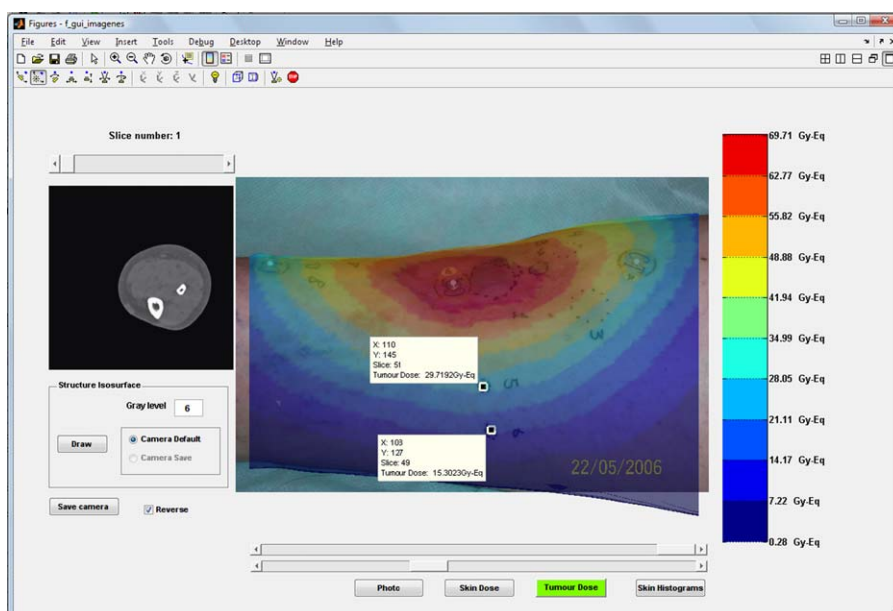 Figures - f_gui_imagenes
File Edit View Insert Tools Debug Desktop Window Help
Slice number: 1
X: 110
Y: 145
Slice: 51
Tumour Dose: 29.7192Gy-Eq
X: 103
Y: 127
Slice: 49
Tumour Dose: 15.3023Gy-Eq
22/05/2006
69.71 Gy-Eq
62.77 Gy-Eq
55.82 Gy-Eq
48.88 Gy-Eq
41.94 Gy-Eq
34.99 Gy-Eq
28.05 Gy-Eq
21.11 Gy-Eq
14.17 Gy-Eq
7.22 Gy-Eq
0.28 Gy-Eq
Structure Isosurface
Gray level 6
Draw
Camera Default
Camera Save
Save camera
Reverse
Photo Skin Dose Tumour Dose Skin Histograms